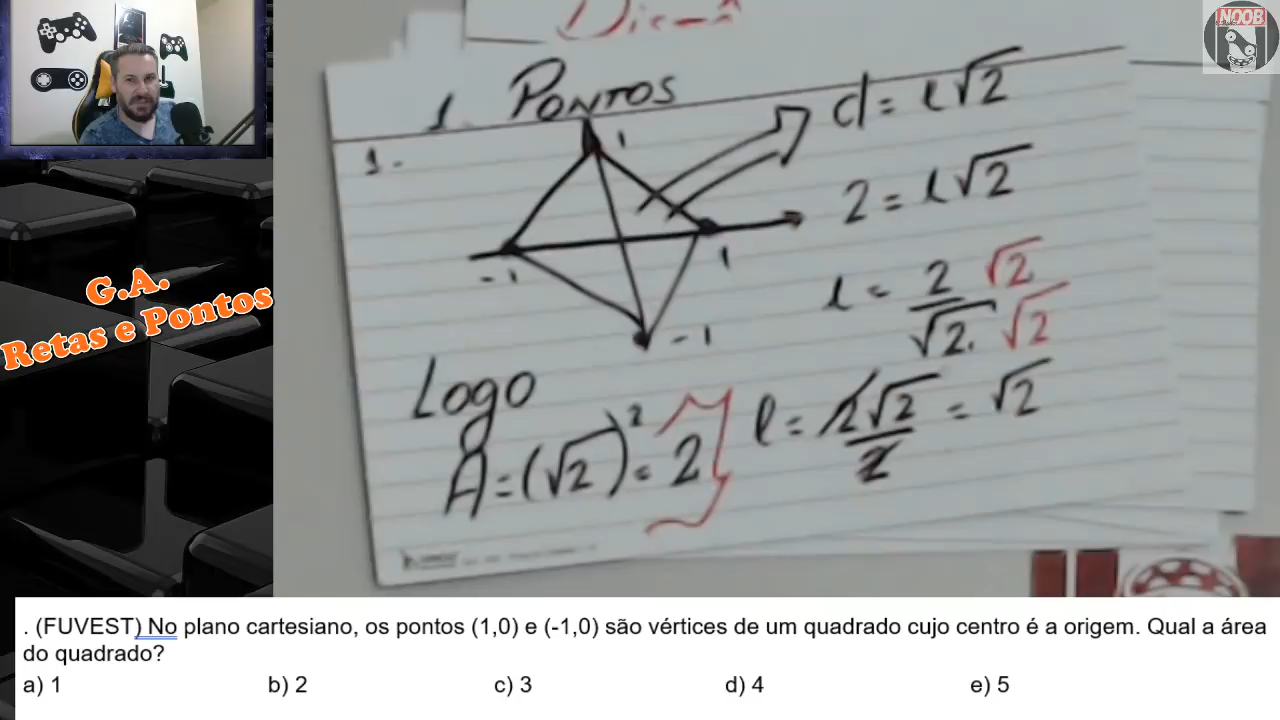 NOOB
1. PONTOS
1-
1
d = l√2
2 = l√2
-1
1
-1
l = 2 √2
√2 . √2
LOGO
A = (√2)² = 2
l = 2√2 = √2
2
G.A.
Retas e Pontos
. (FUVEST) No plano cartesiano, os pontos (1,0) e (-1,0) são vértices de um quadrado cujo centro é a origem. Qual a área
do quadrado?
a) 1 b) 2 c) 3 d) 4 e) 5